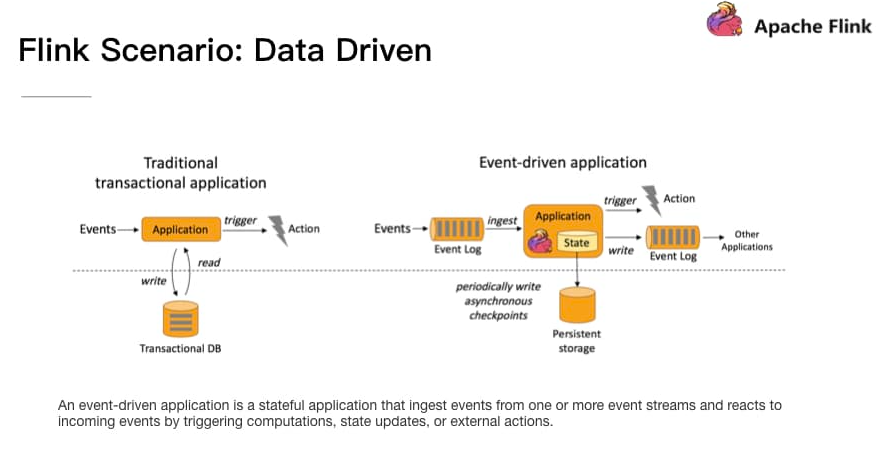 Apache Flink
Flink Scenario: Data Driven
Traditional
transactional application
Events
Application
trigger
Action
read
write
Transactional DB
Event-driven application
Events
Event Log
ingest
Application
State
trigger
Action
write
Event Log
Other
Applications
periodically write
asynchronous
checkpoints
Persistent
storage
An event-driven application is a stateful application that ingest events from one or more event streams and reacts to
incoming events by triggering computations, state updates, or external actions.